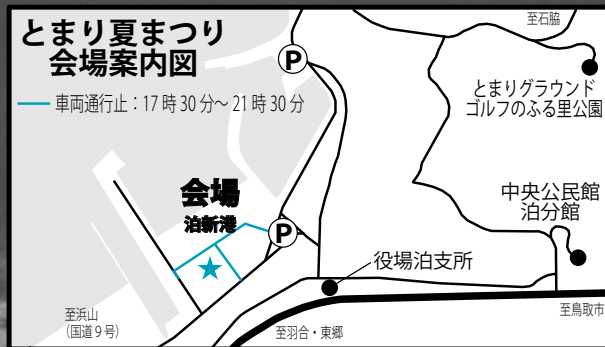 とまり夏まつり
会場案内図
車両通行止：17時30分～21時30分
至石脇
P
とまりグラウンド
ゴルフのふる里公園
会場
泊新港
P
中央公民館
泊分館
役場泊支所
至浜山
（国道９号）
至羽合・東郷
至鳥取市